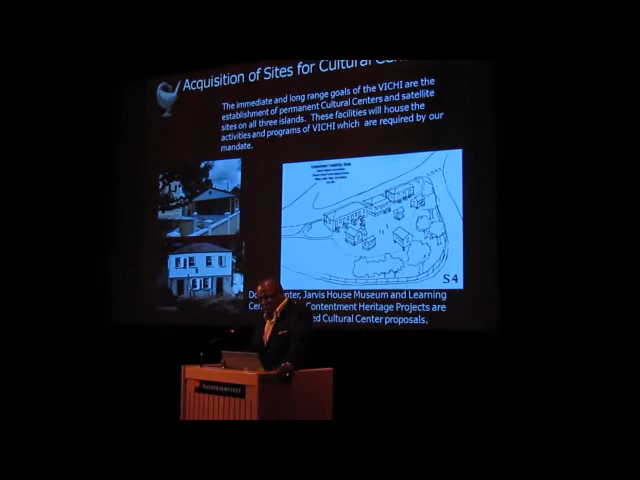 Acquisition of Sites for Cultural
The immediate and long range goals of the VICHI are the
establishment of permanent Cultural Centers and satellite
sites on all three islands. These facilities will house the
activities and programs of VICHI which are required by our
mandate.
S4
Jarvis House Museum and Learning
Contentment Heritage Projects are
Cultural Center proposals.